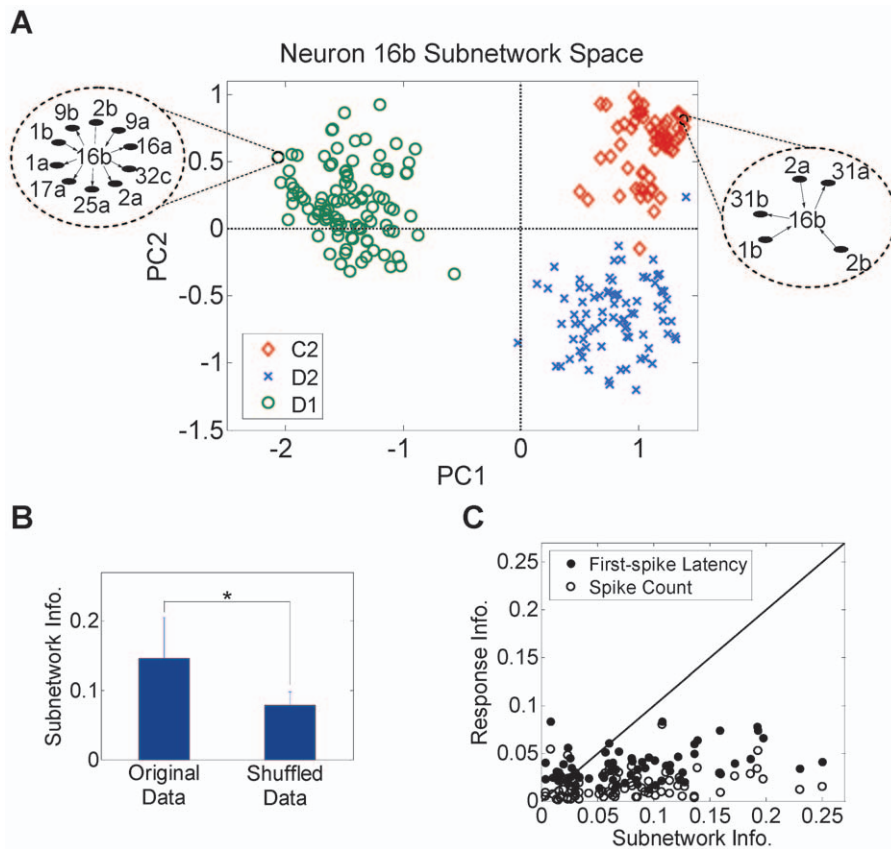 A
Neuron 16b Subnetwork Space
9b 2b 9a
1b 16a
16b
1a 32c
17a 2a
25a
1
0.5
0
-0.5
-1
-1.5
PC2
-2 -1 0 1
PC1
C2
D2
D1
2a 31a
31b
16b
1b
2b
B
Subnetwork Info.
0.2
0.1
0
*
Original Data
Shuffled Data
C
Response Info.
0.25
0.2
0.15
0.1
0.05
0
First-spike Latency
Spike Count
0 0.05 0.1 0.15 0.2 0.25
Subnetwork Info.